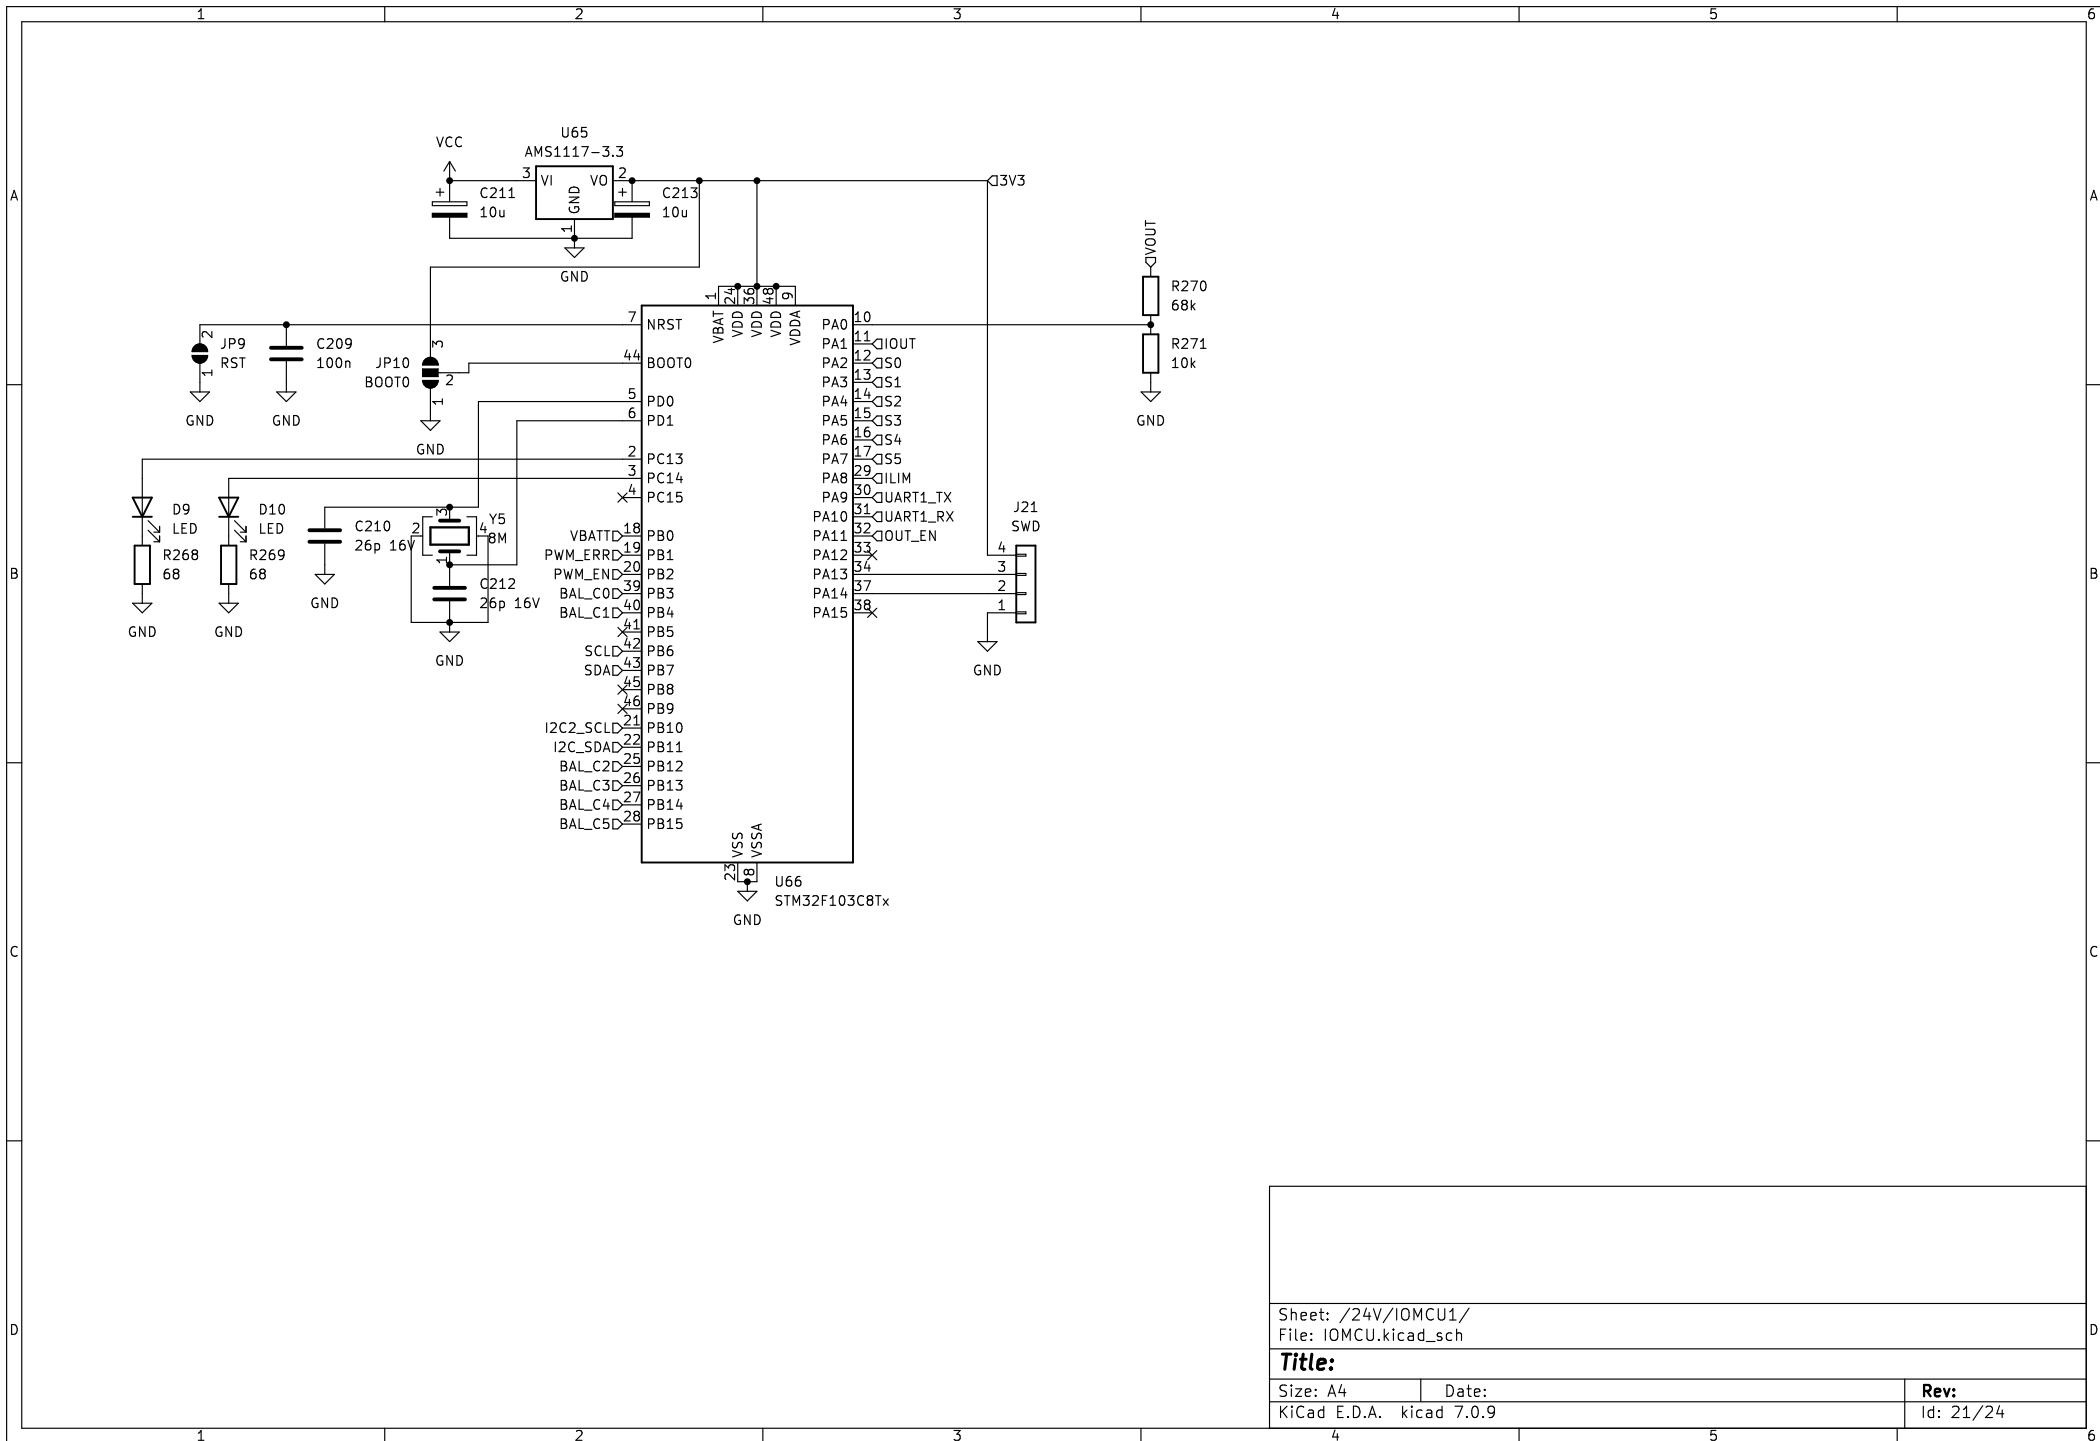 1 2 3 4 5 6
A A
B B
C C
D D
VCC
U65
AMS1117-3.3
3 VI VO 2
GND
1
+ C211
10u
+ C213
10u
GND
3V3
VOUT
R270
68k
R271
10k
GND
2
JP9
RST
1
GND
C209
100n
GND
3
JP10
BOOT0
2
1
GND
D9
LED
R268
68
GND
D10
LED
R269
68
GND
C210
26p 16V
GND
3
2
Y5
4
8M
1
C212
26p 16V
GND
1 VBAT
24 VDD
36 VDD
48 VDD
9 VDDA
7 NRST
44 BOOT0
5 PD0
6 PD1
2 PC13
3 PC14
4 PC15
VBATT 18 PB0
PWM_ERR 19 PB1
PWM_EN 20 PB2
BAL_C0 39 PB3
BAL_C1 40 PB4
41 PB5
SCL 42 PB6
SDA 43 PB7
45 PB8
46 PB9
I2C2_SCL 21 PB10
I2C_SDA 22 PB11
BAL_C2 25 PB12
BAL_C3 26 PB13
BAL_C4 27 PB14
BAL_C5 28 PB15
PA0 10
PA1 11 IOUT
PA2 12 S0
PA3 13 S1
PA4 14 S2
PA5 15 S3
PA6 16 S4
PA7 17 S5
PA8 29 ILIM
PA9 30 UART1_TX
PA10 31 UART1_RX
PA11 32 OUT_EN
PA12 33
PA13 34
PA14 37
PA15 38
VSS 23
VSSA 8
GND
U66
STM32F103C8Tx
J21
SWD
4
3
2
1
GND
Sheet: /24V/IOMCU1/
File: IOMCU.kicad_sch
Title:
Size: A4 Date: Rev:
KiCad E.D.A. kicad 7.0.9 Id: 21/24
1 2 3 4 5 6